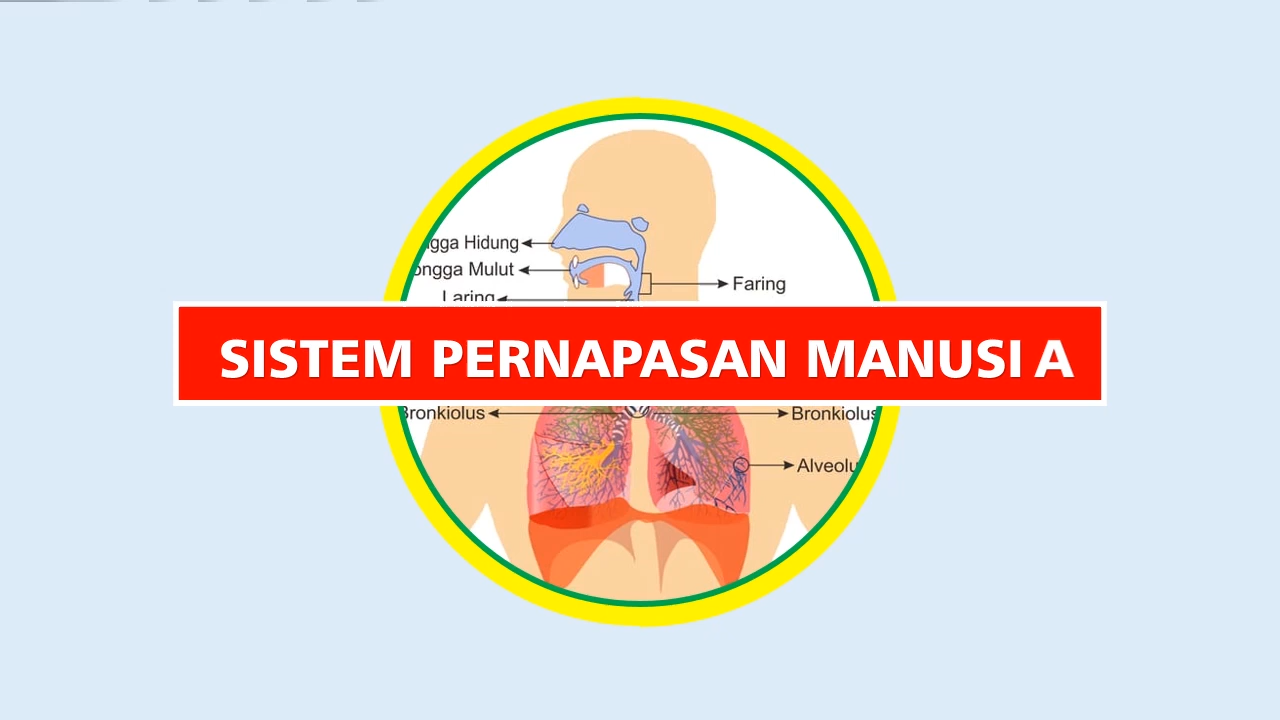 Hidung
Mulut
Laring
Faring
SISTEM PERNAPASAN MANUSI A
Bronkiolus
Bronkiolus